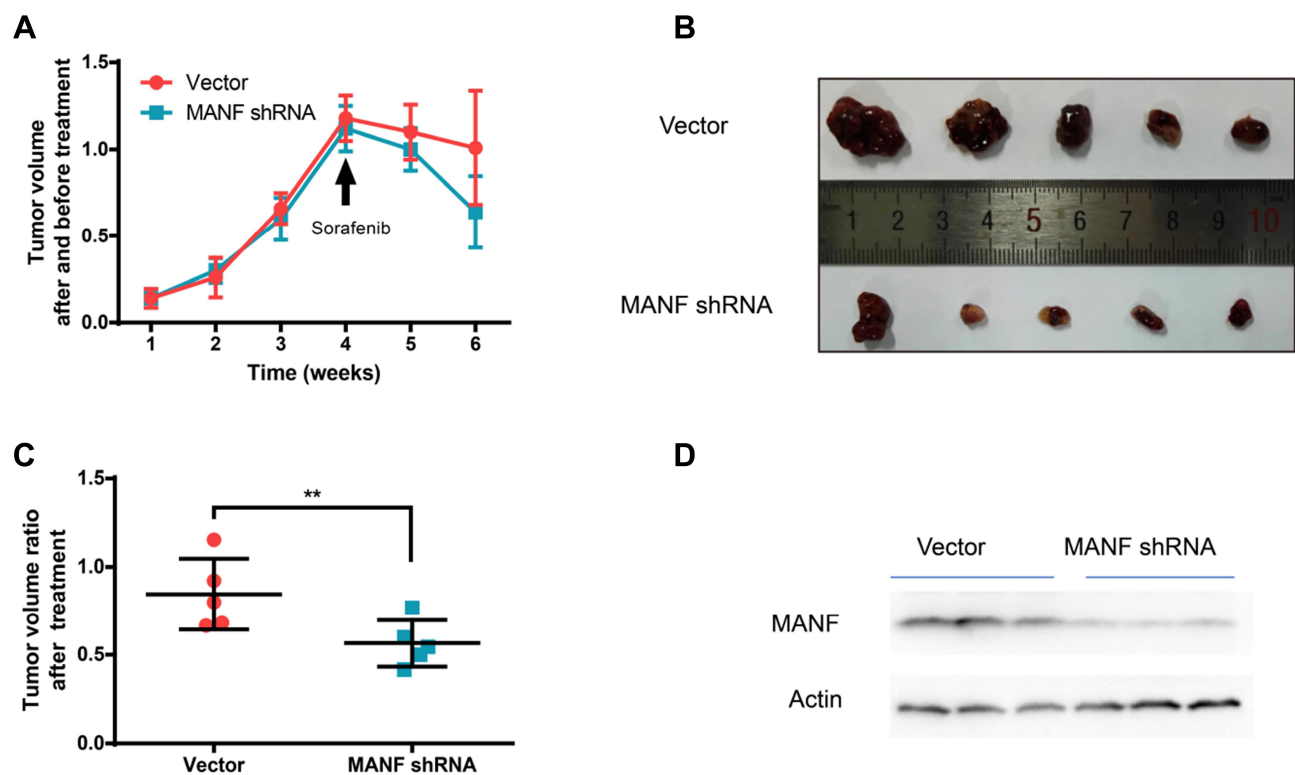 A
Tumor volume
after and before treatment
1.5
1.0
0.5
0.0
Vector
MANF shRNA
Sorafenib
1 2 3 4 5 6
Time (weeks)
B
Vector
1 2 3 4 5 6 7 8 9 10
MANF shRNA
C
Tumor volume ratio
after treatment
1.5
1.0
0.5
0.0
**
Vector MANF shRNA
D
Vector MANF shRNA
MANF
Actin